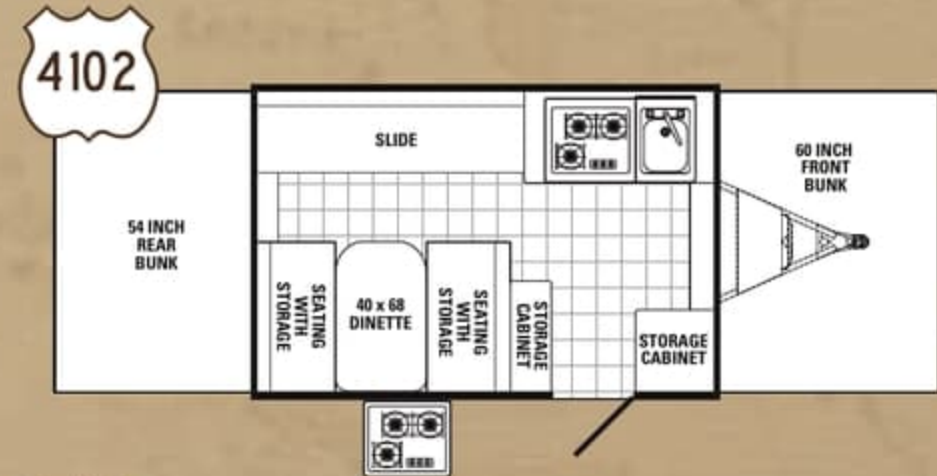 4102
SLIDE
60 INCH
FRONT
BUNK
54 INCH
REAR
BUNK
SEATING
WITH
STORAGE
40 x 68
DINETTE
SEATING
WITH
STORAGE
STORAGE
CABINET
STORAGE
CABINET